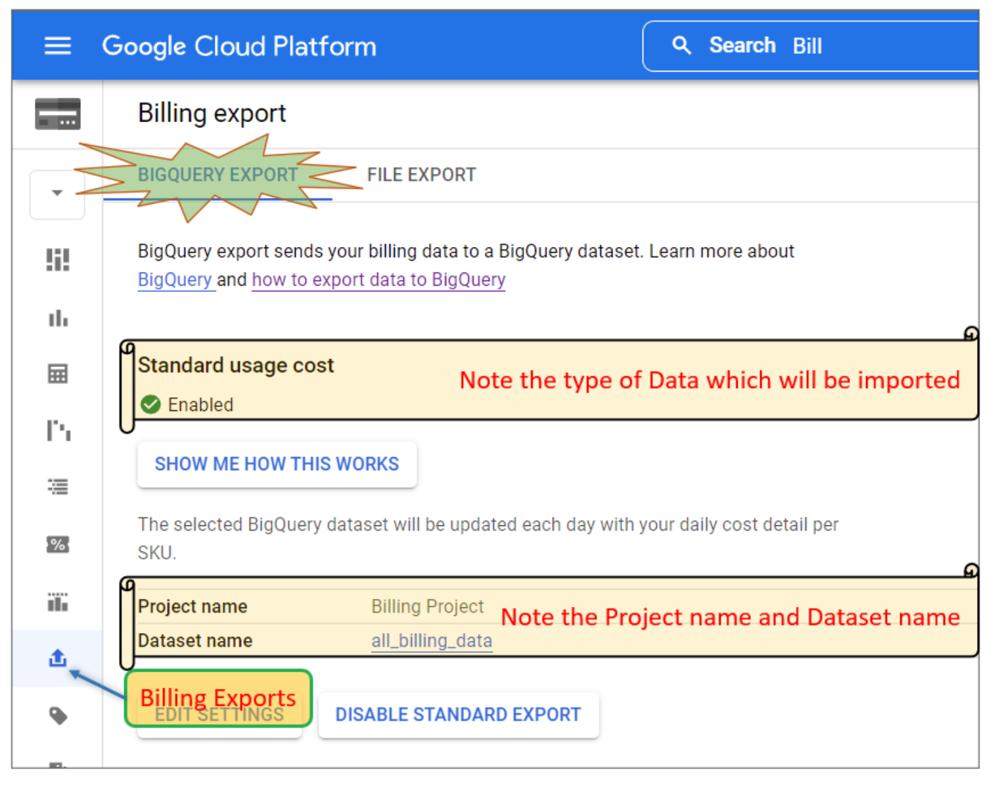 Google Cloud Platform
Search Bill
Billing export
BIGQUERY EXPORT
FILE EXPORT
BigQuery export sends your billing data to a BigQuery dataset. Learn more about
BigQuery and how to export data to BigQuery
Standard usage cost
Note the type of Data which will be imported
Enabled
SHOW ME HOW THIS WORKS
The selected BigQuery dataset will be updated each day with your daily cost detail per
SKU.
Project name Billing Project
Note the Project name and Dataset name
Dataset name all_billing_data
Billing Exports
EDIT SETTINGS
DISABLE STANDARD EXPORT